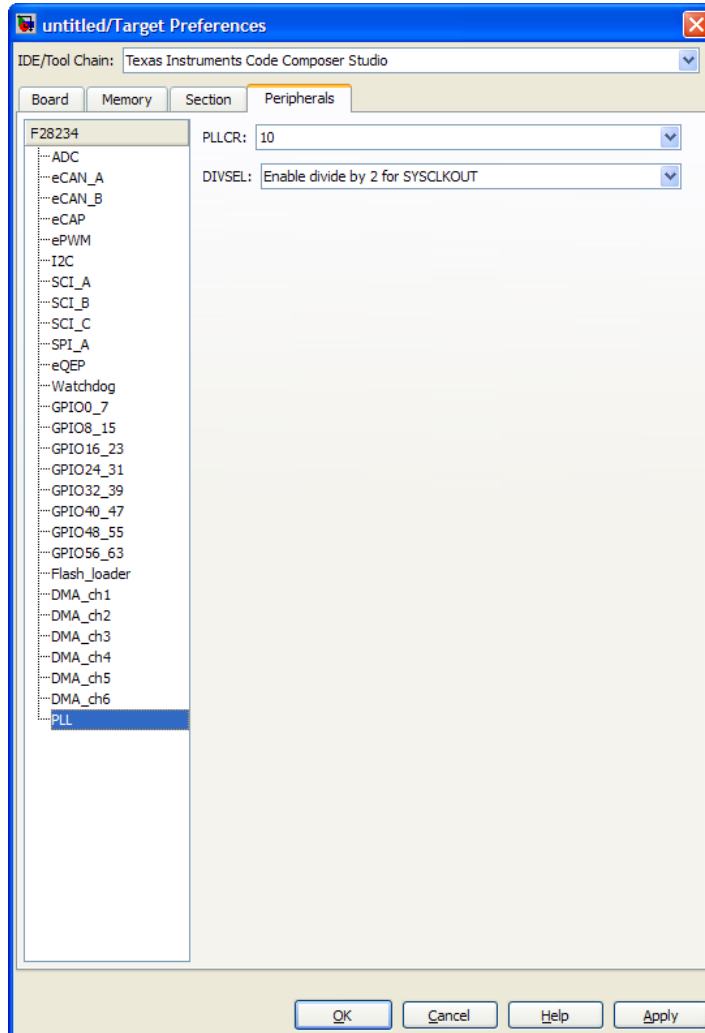 untitled/Target Preferences
IDE/Tool Chain: Texas Instruments Code Composer Studio
Board Memory Section Peripherals
F28234
ADC
eCAN_A
eCAN_B
eCAP
ePWM
I2C
SCI_A
SCI_B
SCI_C
SPI_A
eQEP
Watchdog
GPIO0_7
GPIO8_15
GPIO16_23
GPIO24_31
GPIO32_39
GPIO40_47
GPIO48_55
GPIO56_63
Flash_loader
DMA_ch1
DMA_ch2
DMA_ch3
DMA_ch4
DMA_ch5
DMA_ch6
PLL
PLLCR: 10
DIVSEL: Enable divide by 2 for SYSCLKOUT
OK Cancel Help Apply